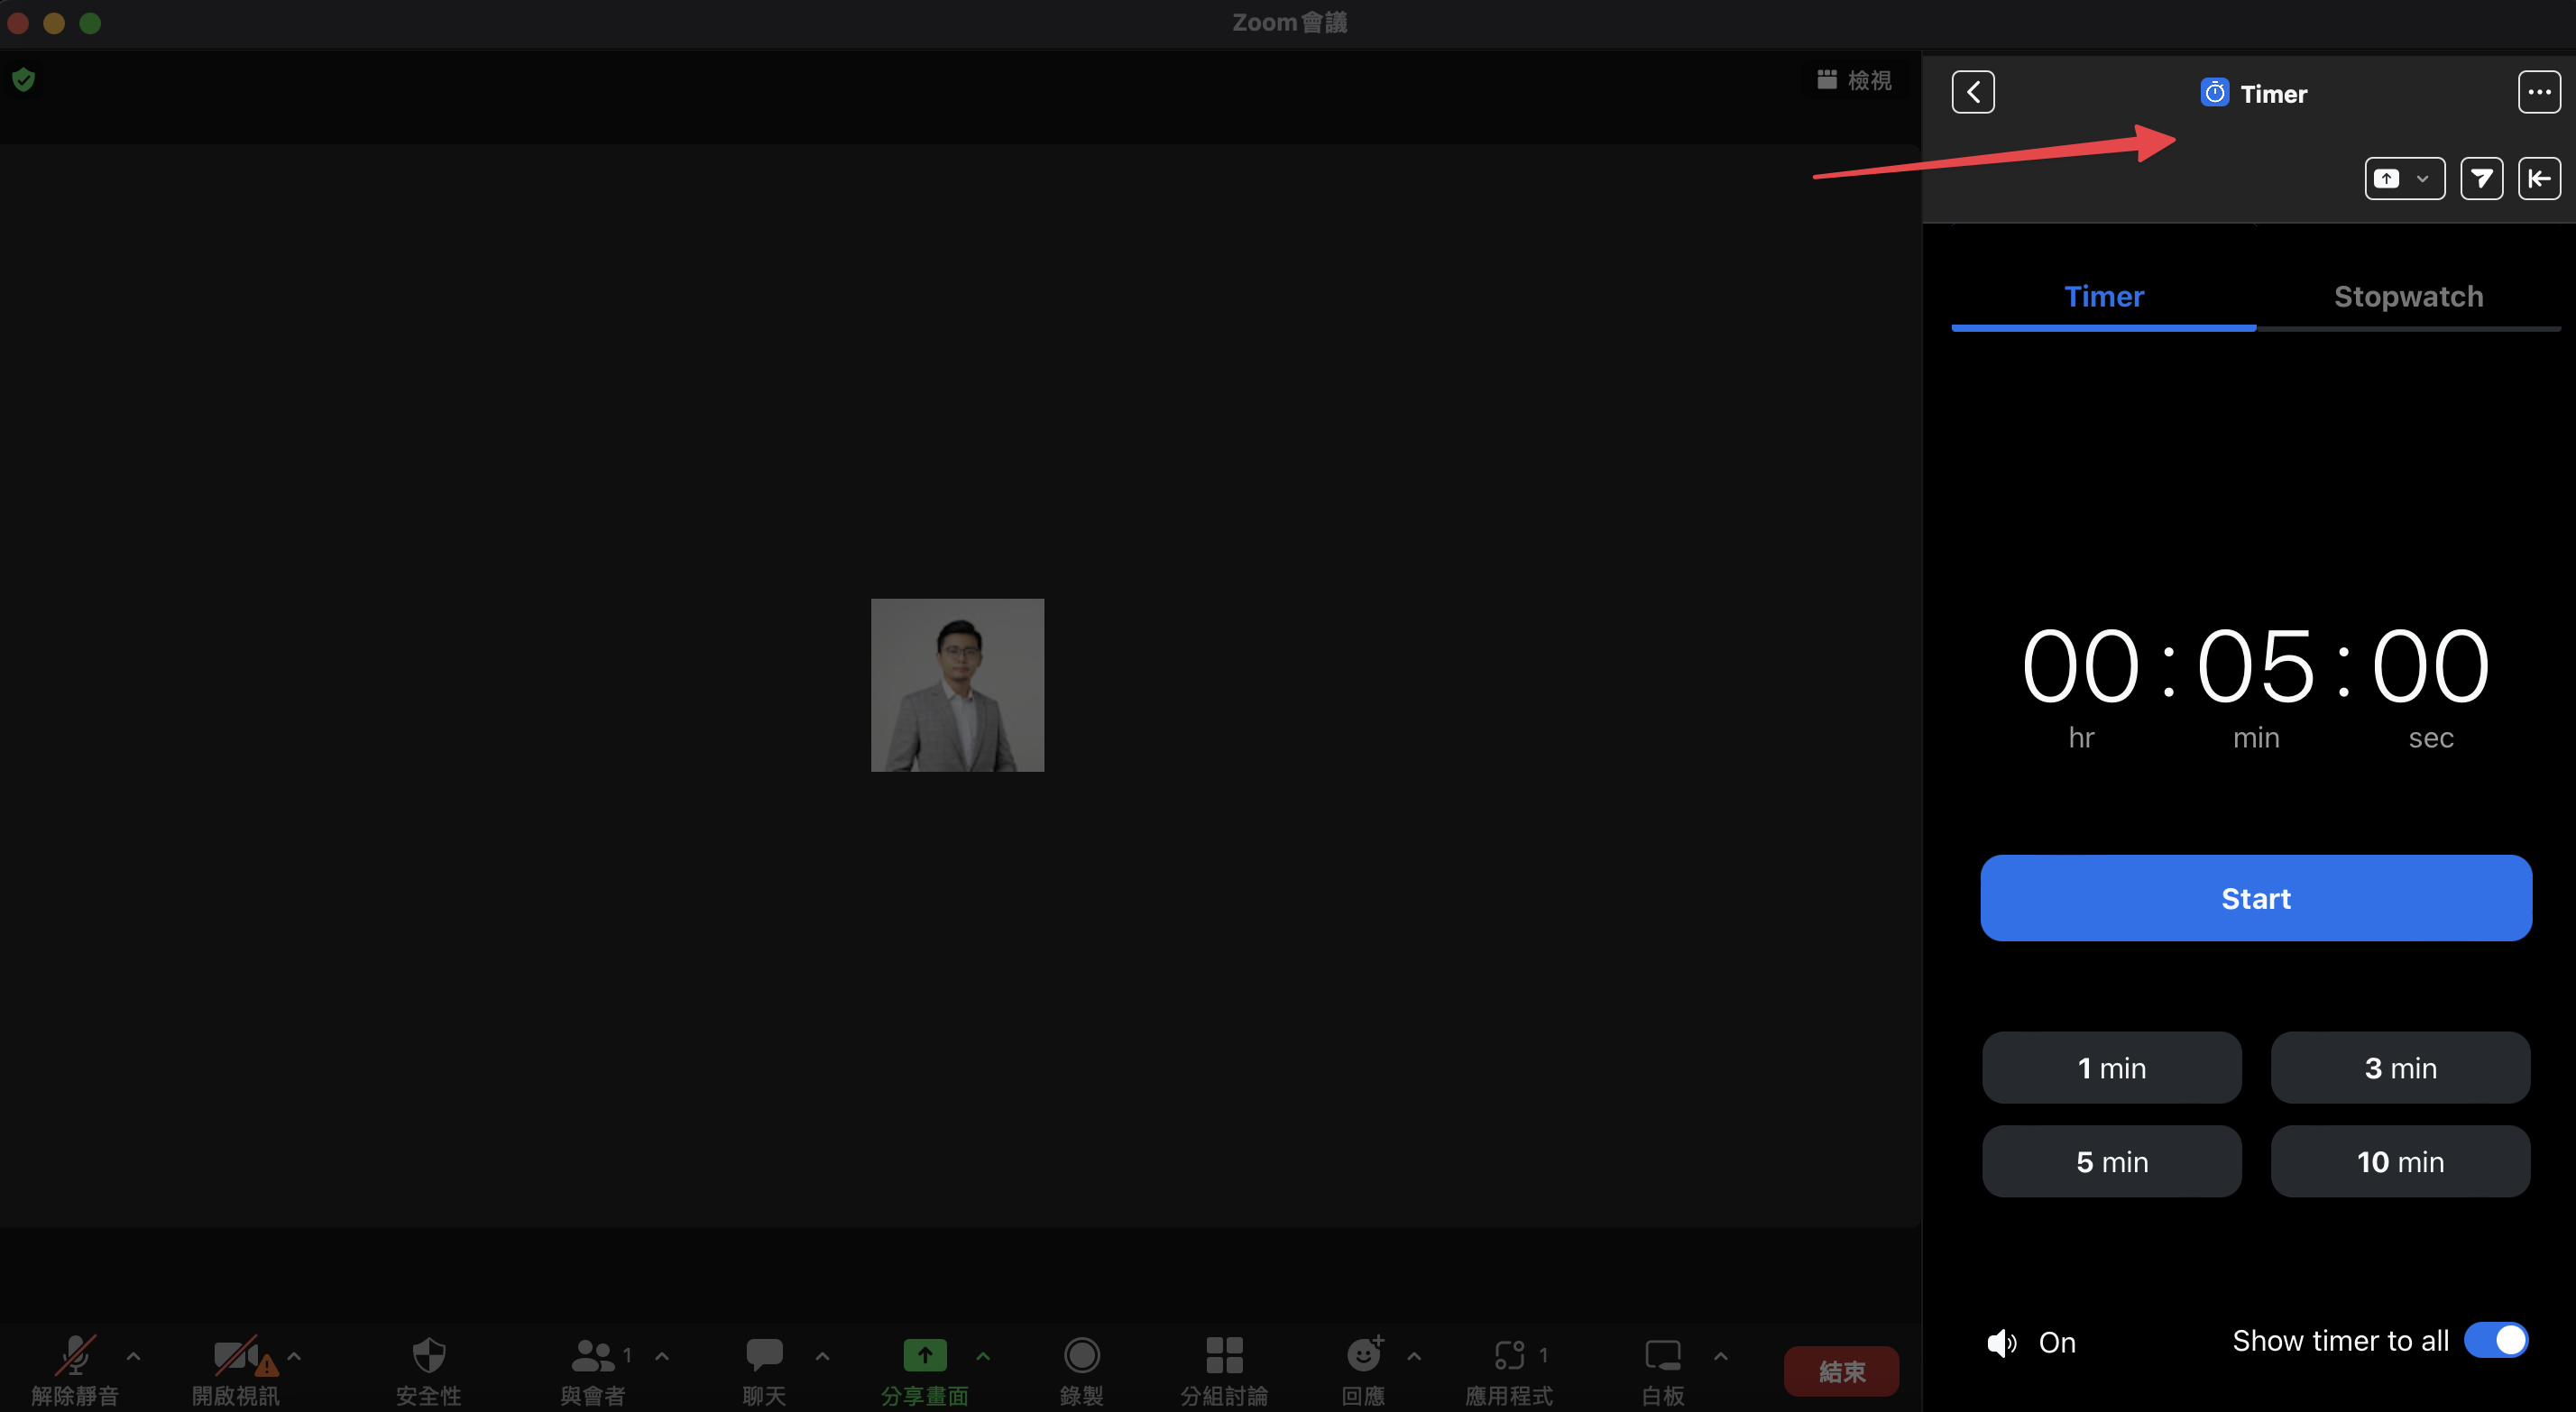 Zoom會議
檢視
Timer
Timer
Stopwatch
00 : 05 : 00
hr
min
sec
Start
1 min
3 min
5 min
10 min
On
Show timer to all
解除靜音
開啟視訊
安全性
1
與會者
聊天
分享畫面
錄製
分組討論
回應
1
應用程式
白板
結束